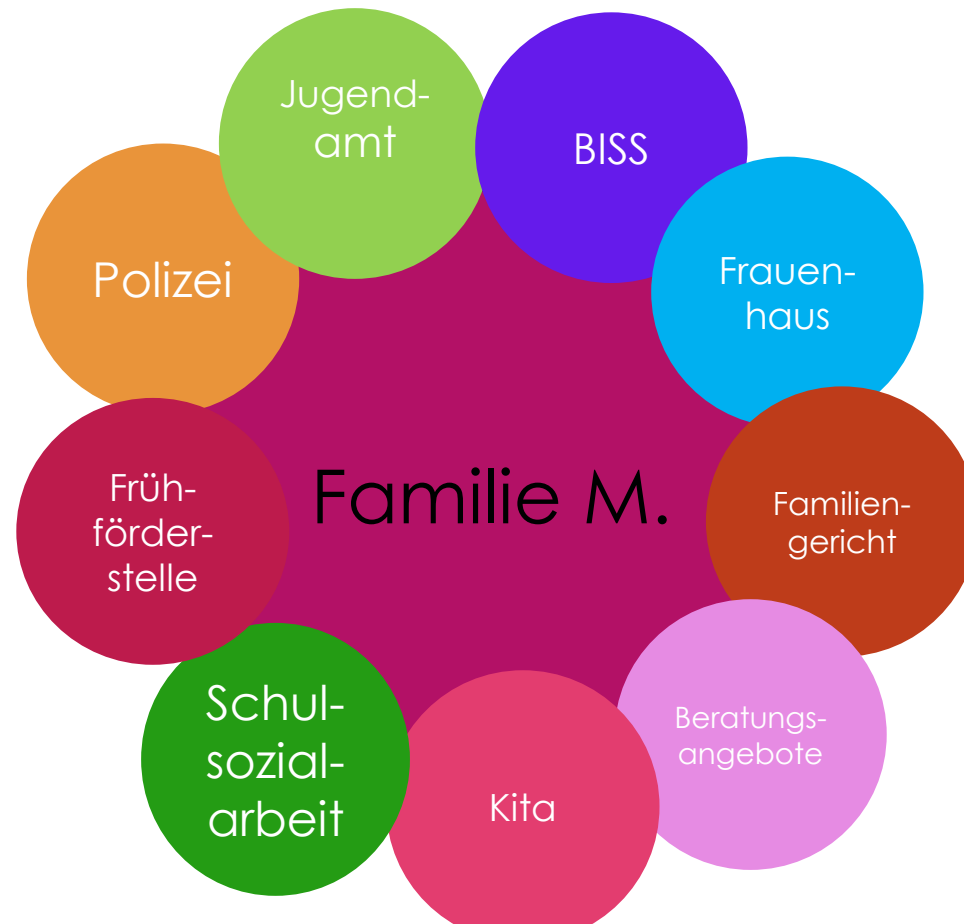 Jugend-
amt
BISS
Polizei
Frauen-
haus
Früh-
förder-
stelle
Familie M.
Familien-
gericht
Schul-
sozial-
arbeit
Beratungs-
angebote
Kita